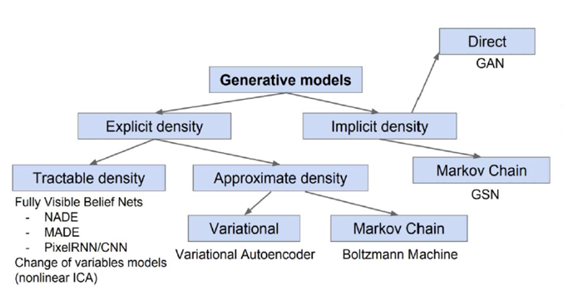 Direct
GAN
Generative models
Explicit density
Implicit density
Tractable density
Approximate density
Markov Chain
GSN
Fully Visible Belief Nets
- NADE
- MADE
- PixelRNN/CNN
Change of variables models
(nonlinear ICA)
Variational
Variational Autoencoder
Markov Chain
Boltzmann Machine